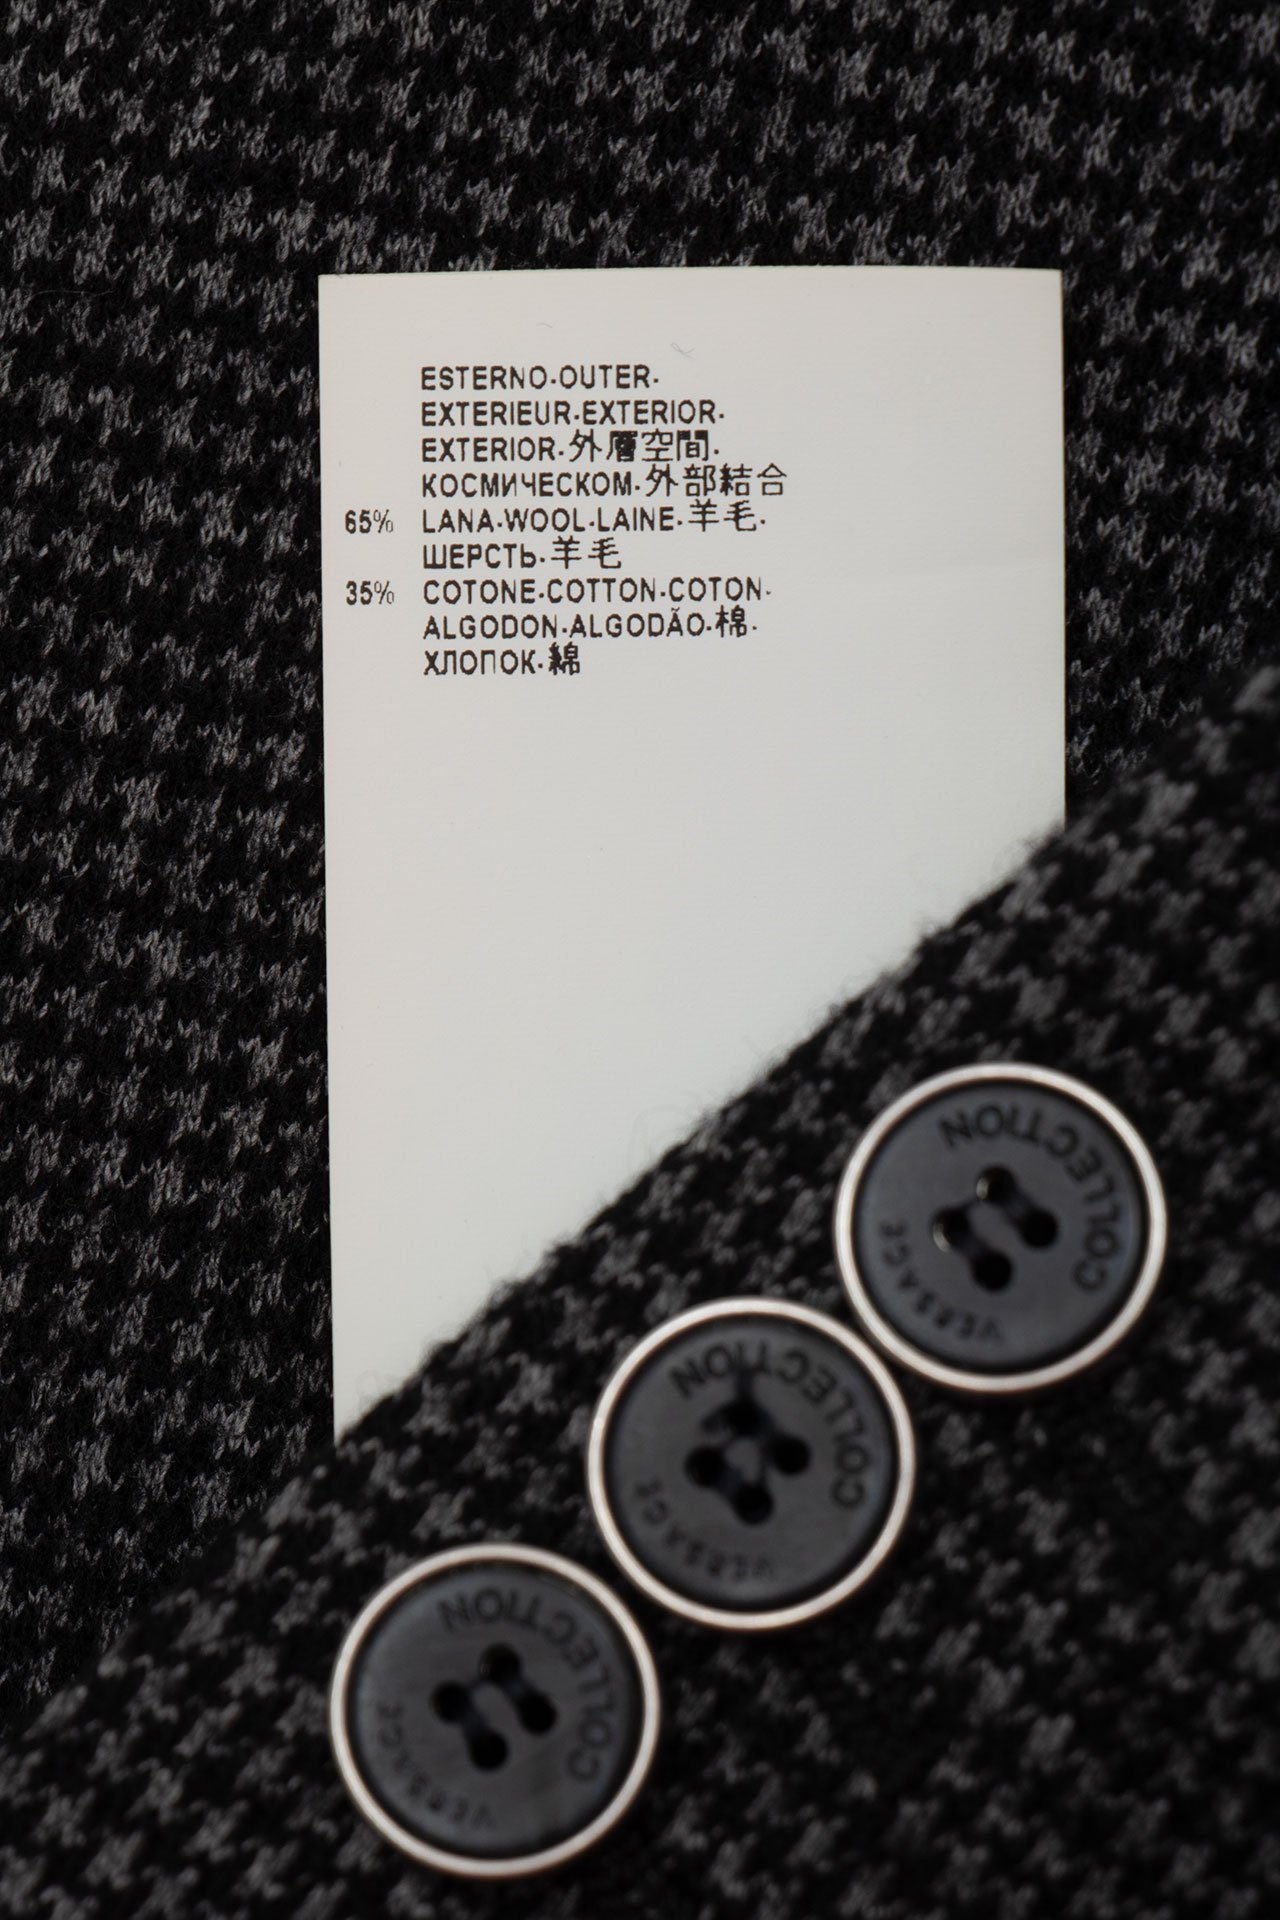 ESTERNO·OUTER·
EXTERIEUR·EXTERIOR·
EXTERIOR·外層空間·
КОСМИЧЕСКОМ·外部結合
65% LANA·WOOL·LAINE·羊毛·
ШЕРСТЬ·羊毛
35% COTONE·COTTON·COTON·
ALGODON·ALGODÃO·棉·
ХЛОПОК·綿
COLLECTION
VERSACE
COLLECTION
VERSACE
COLLECTION
VERSACE